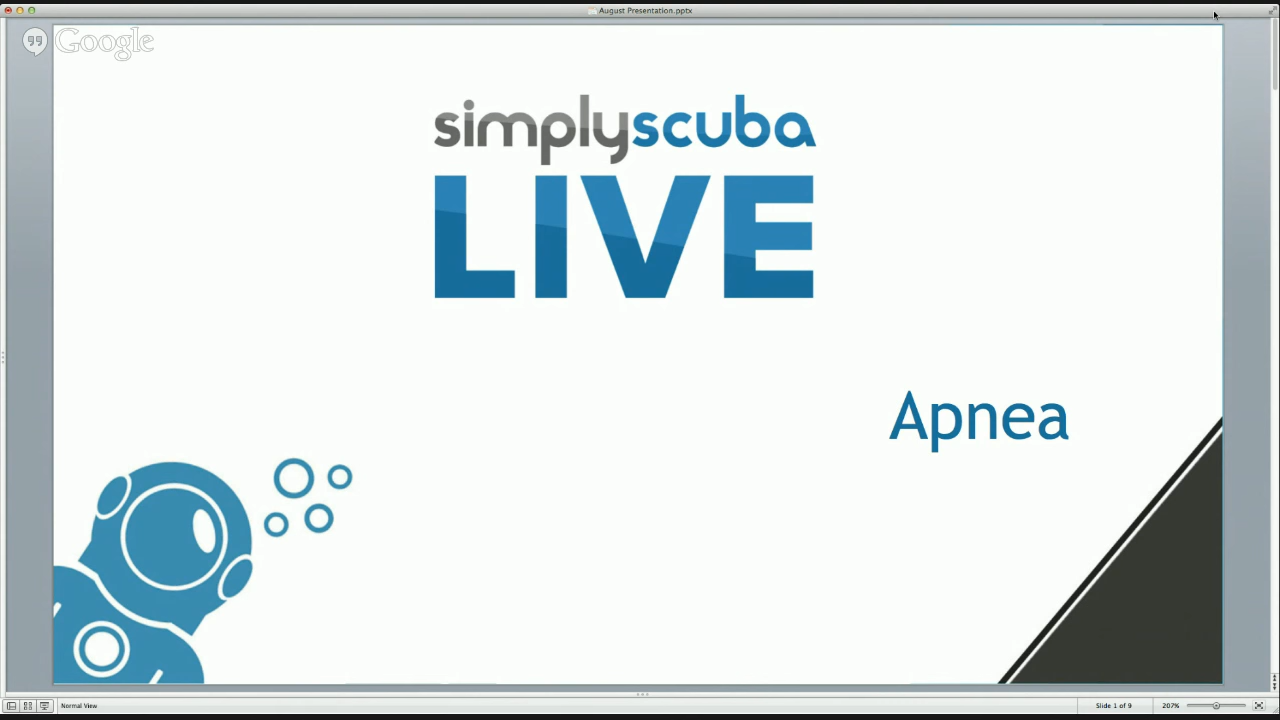 August Presentation.pptx
Google
simplyscuba
LIVE
Apnea
Normal View
Slide 1 of 9
207%